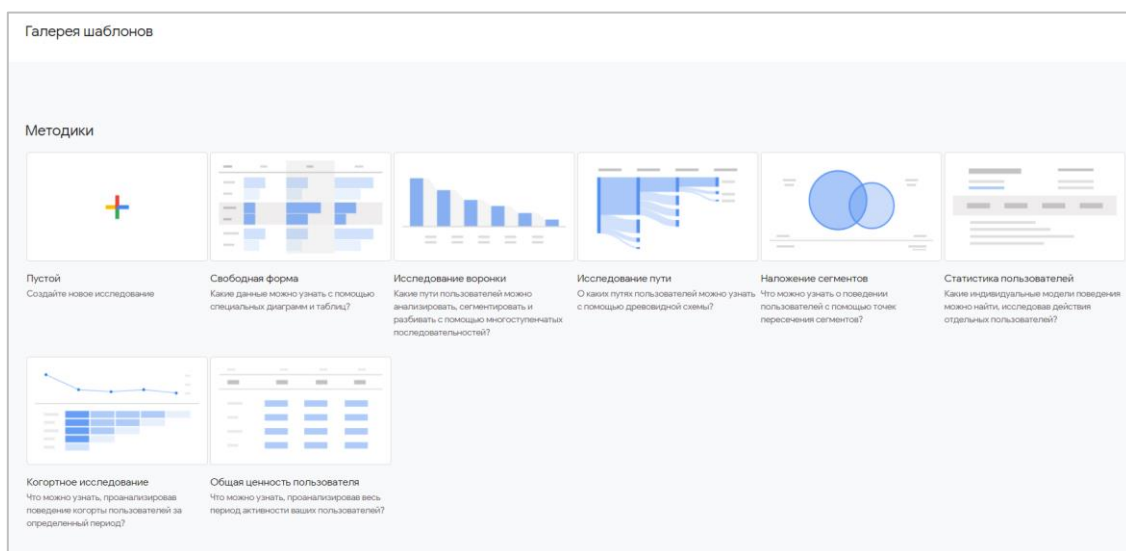 Галерея шаблонов
Методики
Пустой
Создайте новое исследование
Свободная форма
Какие данные можно узнать с помощью
специальных диаграмм и таблиц?
Исследование воронки
Какие пути пользователей можно
анализировать, сегментировать и
разбивать с помощью многоступенчатых
последовательностей?
Исследование пути
О каких путях пользователей можно узнать
с помощью древовидной схемы?
Наложение сегментов
Что можно узнать о поведении
пользователей с помощью точек
пересечения сегментов?
Статистика пользователей
Какие индивидуальные модели поведения
можно найти, исследовав действия
отдельных пользователей?
Когортное исследование
Что можно узнать, проанализировав
поведение когорты пользователей за
определенный период?
Общая ценность пользователя
Что можно узнать, проанализировав весь
период активности ваших пользователей?